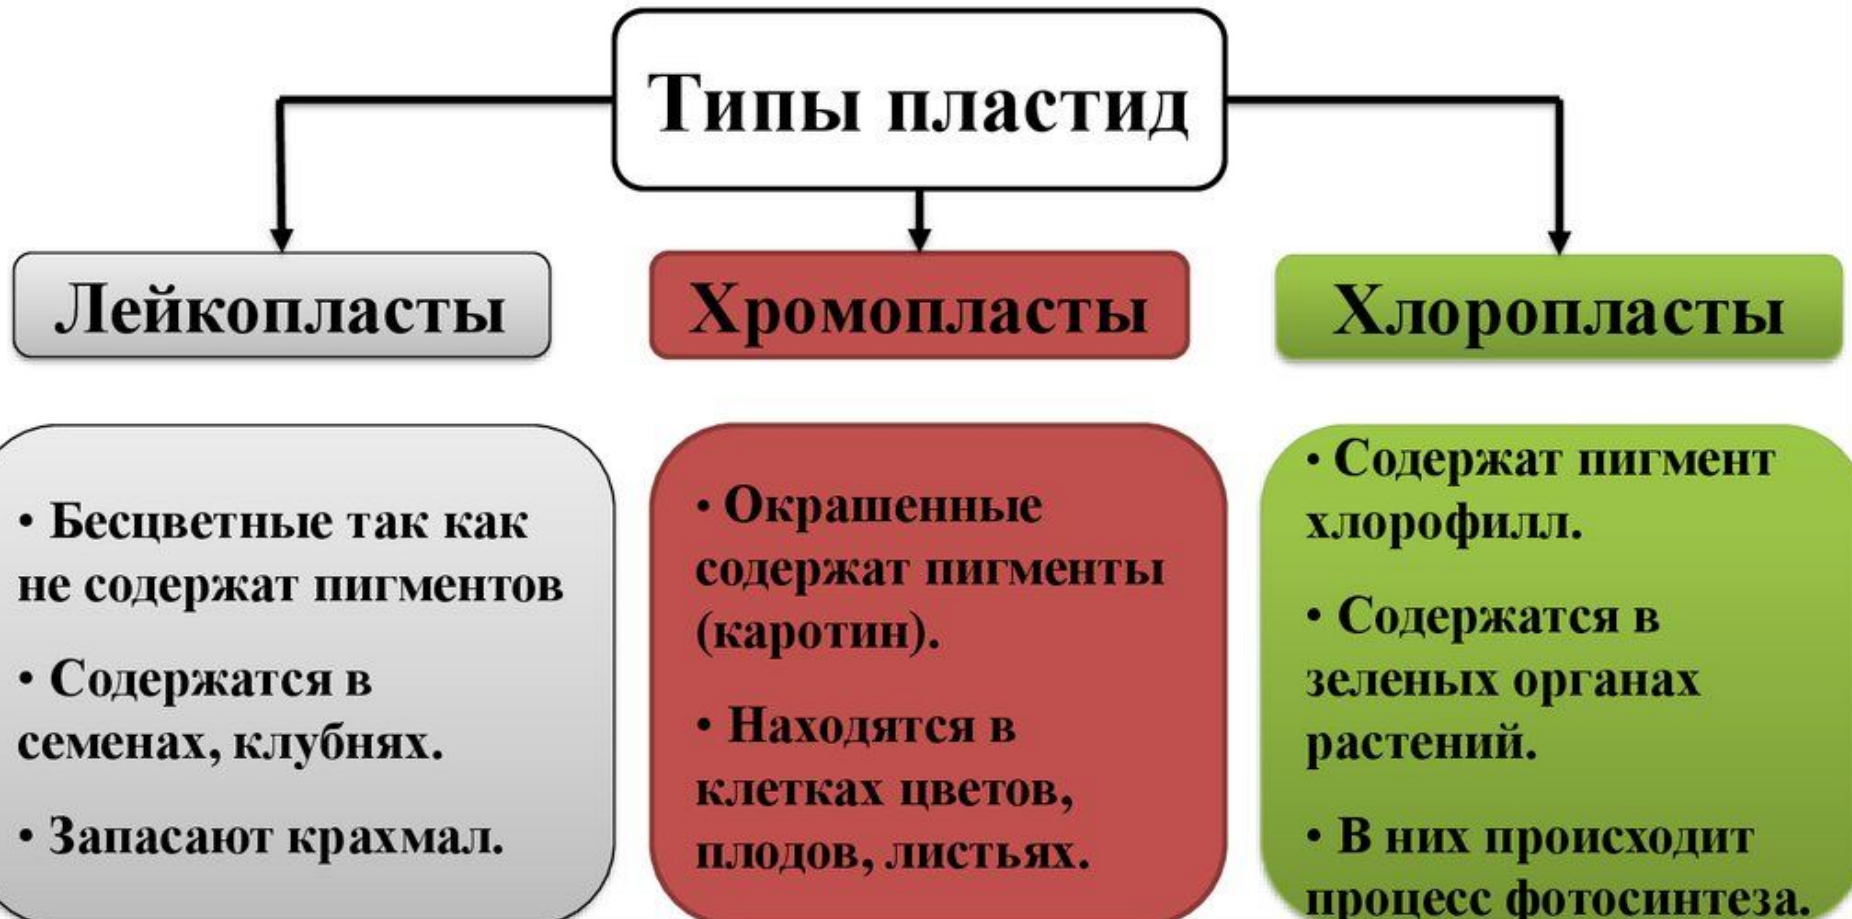 Типы пластид
Лейкопласты
Хромопласты
Хлоропласты
• Бесцветные так как
не содержат пигментов
• Содержатся в
семенах, клубнях.
• Запасают крахмал.
• Окрашенные
содержат пигменты
(каротин).
• Находятся в
клетках цветов,
плодов, листьях.
• Содержат пигмент
хлорофилл.
• Содержатся в
зеленых органах
растений.
• В них происходит
процесс фотосинтеза.